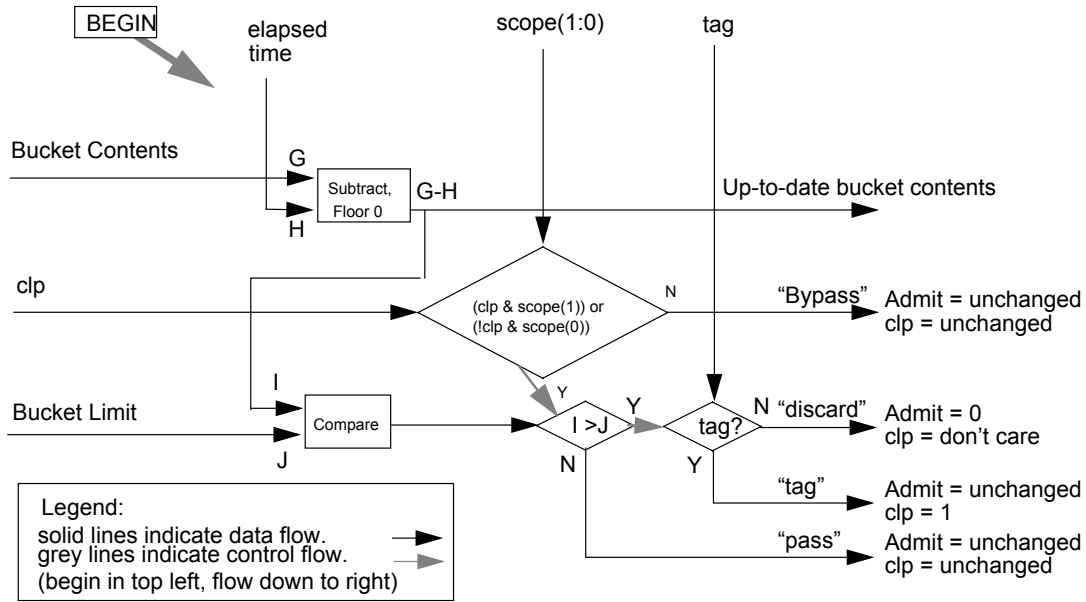 BEGIN
elapsed
time
scope(1:0)
tag
Bucket Contents
G
Subtract,
Floor 0
G-H
H
Up-to-date bucket contents
clp
(clp & scope(1)) or
(!clp & scope(0))
N
“Bypass”
Admit = unchanged
clp = unchanged
Y
I
Bucket Limit
J
Compare
I >J
Y
N
tag?
N
Y
“discard”
Admit = 0
clp = don’t care
“tag”
Admit = unchanged
clp = 1
“pass”
Admit = unchanged
clp = unchanged
Legend:
solid lines indicate data flow.
grey lines indicate control flow.
(begin in top left, flow down to right)